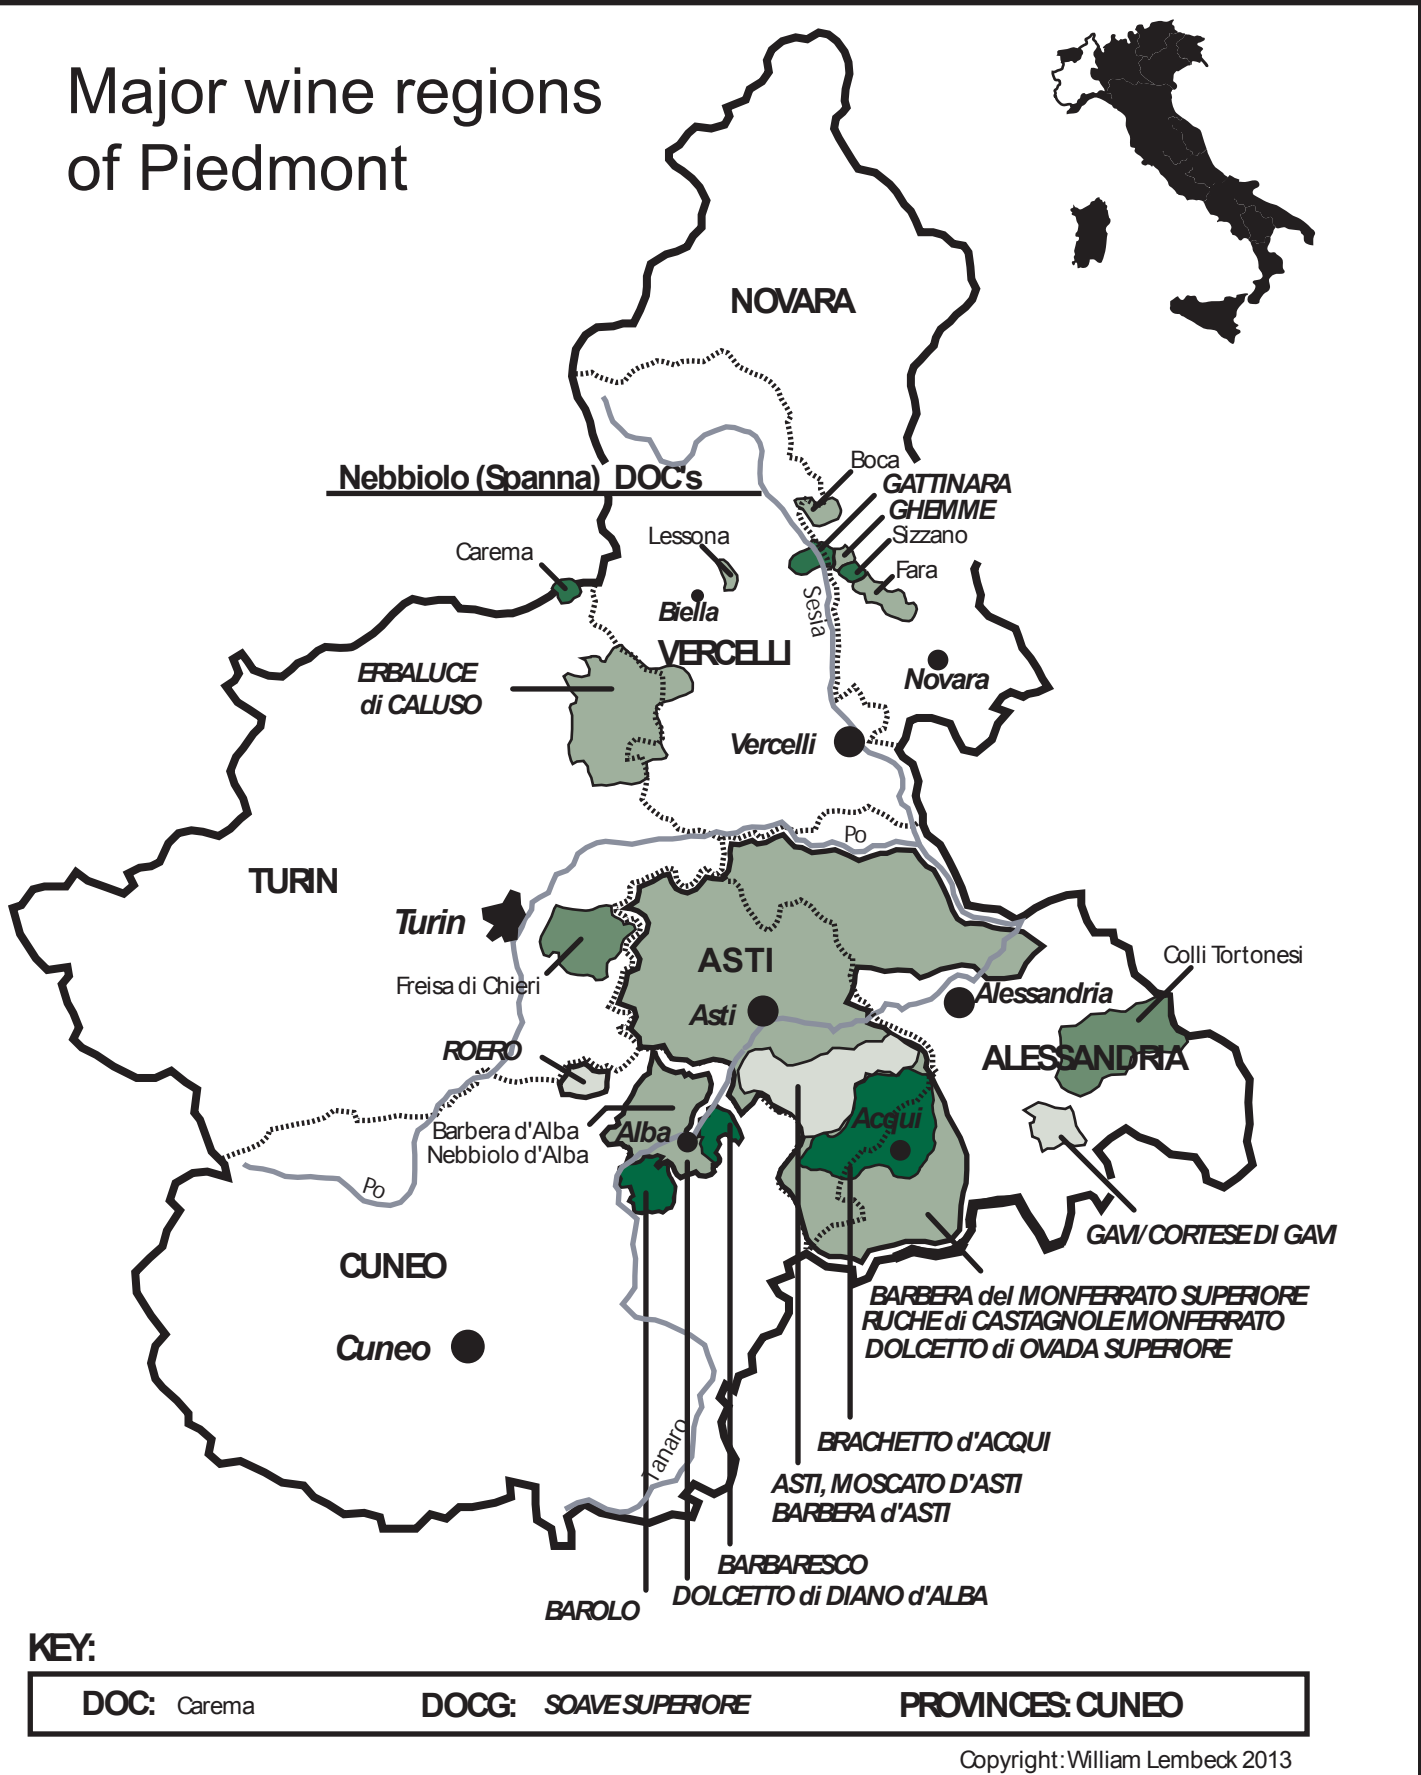 Major wine regions
of Piedmont
NOVARA
Boca
GATTINARA
GHEMME
Sizzano
Fara
Nebbiolo (Spanna) DOC's
Lessona
Carema
Biella
Sesia
VERCELLI
ERBALUCE
di CALUSO
Novara
Vercelli
Po
TURIN
Turin
ASTI
Colli Tortonesi
Freisa di Chieri
Alessandria
Asti
ROERO
ALESSANDRIA
Acqui
Barbera d'Alba
Nebbiolo d'Alba
Alba
Po
GAVI/CORTESE DI GAVI
CUNEO
BARBERA del MONFERRATO SUPERIORE
RUCHE di CASTAGNOLE MONFERRATO
DOLCETTO di OVADA SUPERIORE
Cuneo
Tanaro
BRACHETTO d'ACQUI
ASTI, MOSCATO D'ASTI
BARBERA d'ASTI
BARBARESCO
DOLCETTO di DIANO d'ALBA
BAROLO
KEY:
DOC: Carema DOCG: SOAVE SUPERIORE PROVINCES: CUNEO
Copyright: William Lembeck 2013